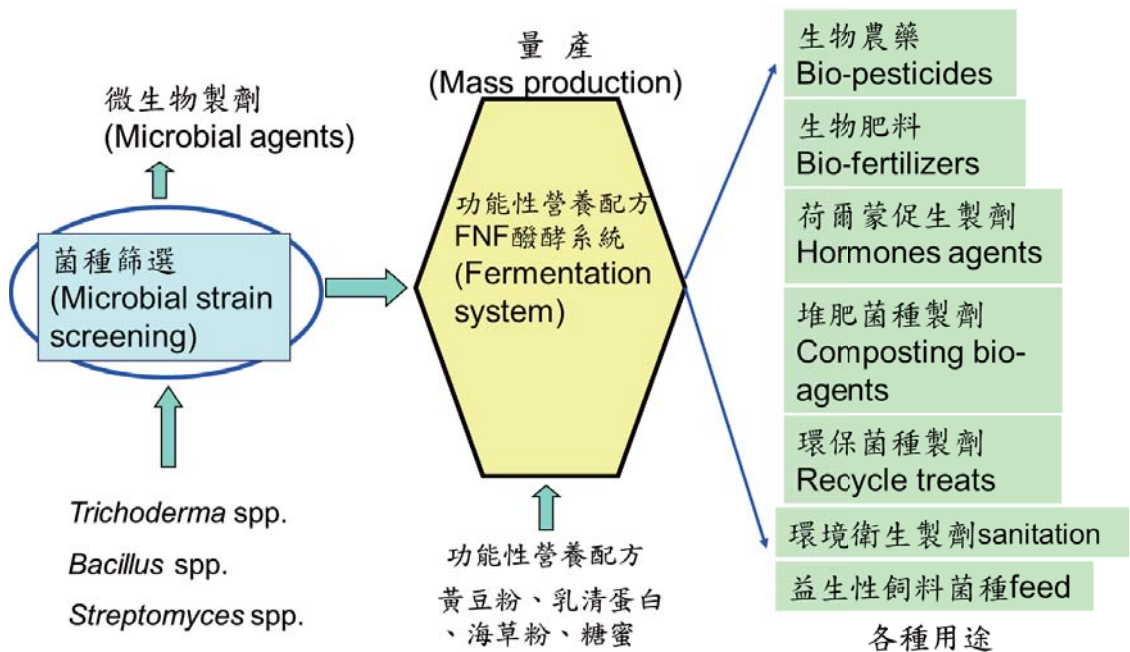 微生物製劑
(Microbial agents)
菌種篩選
(Microbial strain
screening)
Trichoderma spp.
Bacillus spp.
Streptomyces spp.
量 產
(Mass production)
功能性營養配方
FNF醱酵系統
(Fermentation
system)
功能性營養配方
黃豆粉、乳清蛋白
、海草粉、糖蜜
生物農藥
Bio-pesticides
生物肥料
Bio-fertilizers
荷爾蒙促生製劑
Hormones agents
堆肥菌種製劑
Composting bio-
agents
環保菌種製劑
Recycle treats
環境衛生製劑sanitation
益生性飼料菌種feed
各種用途